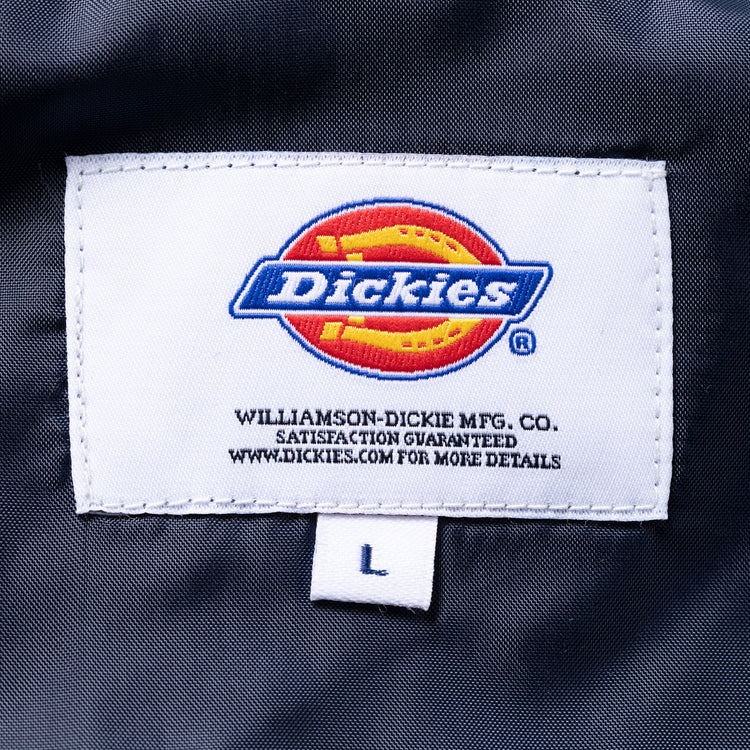 Dickies
®
WILLIAMSON-DICKIE MFG. CO.
SATISFACTION GUARANTEED
WWW.DICKIES.COM FOR MORE DETAILS
L